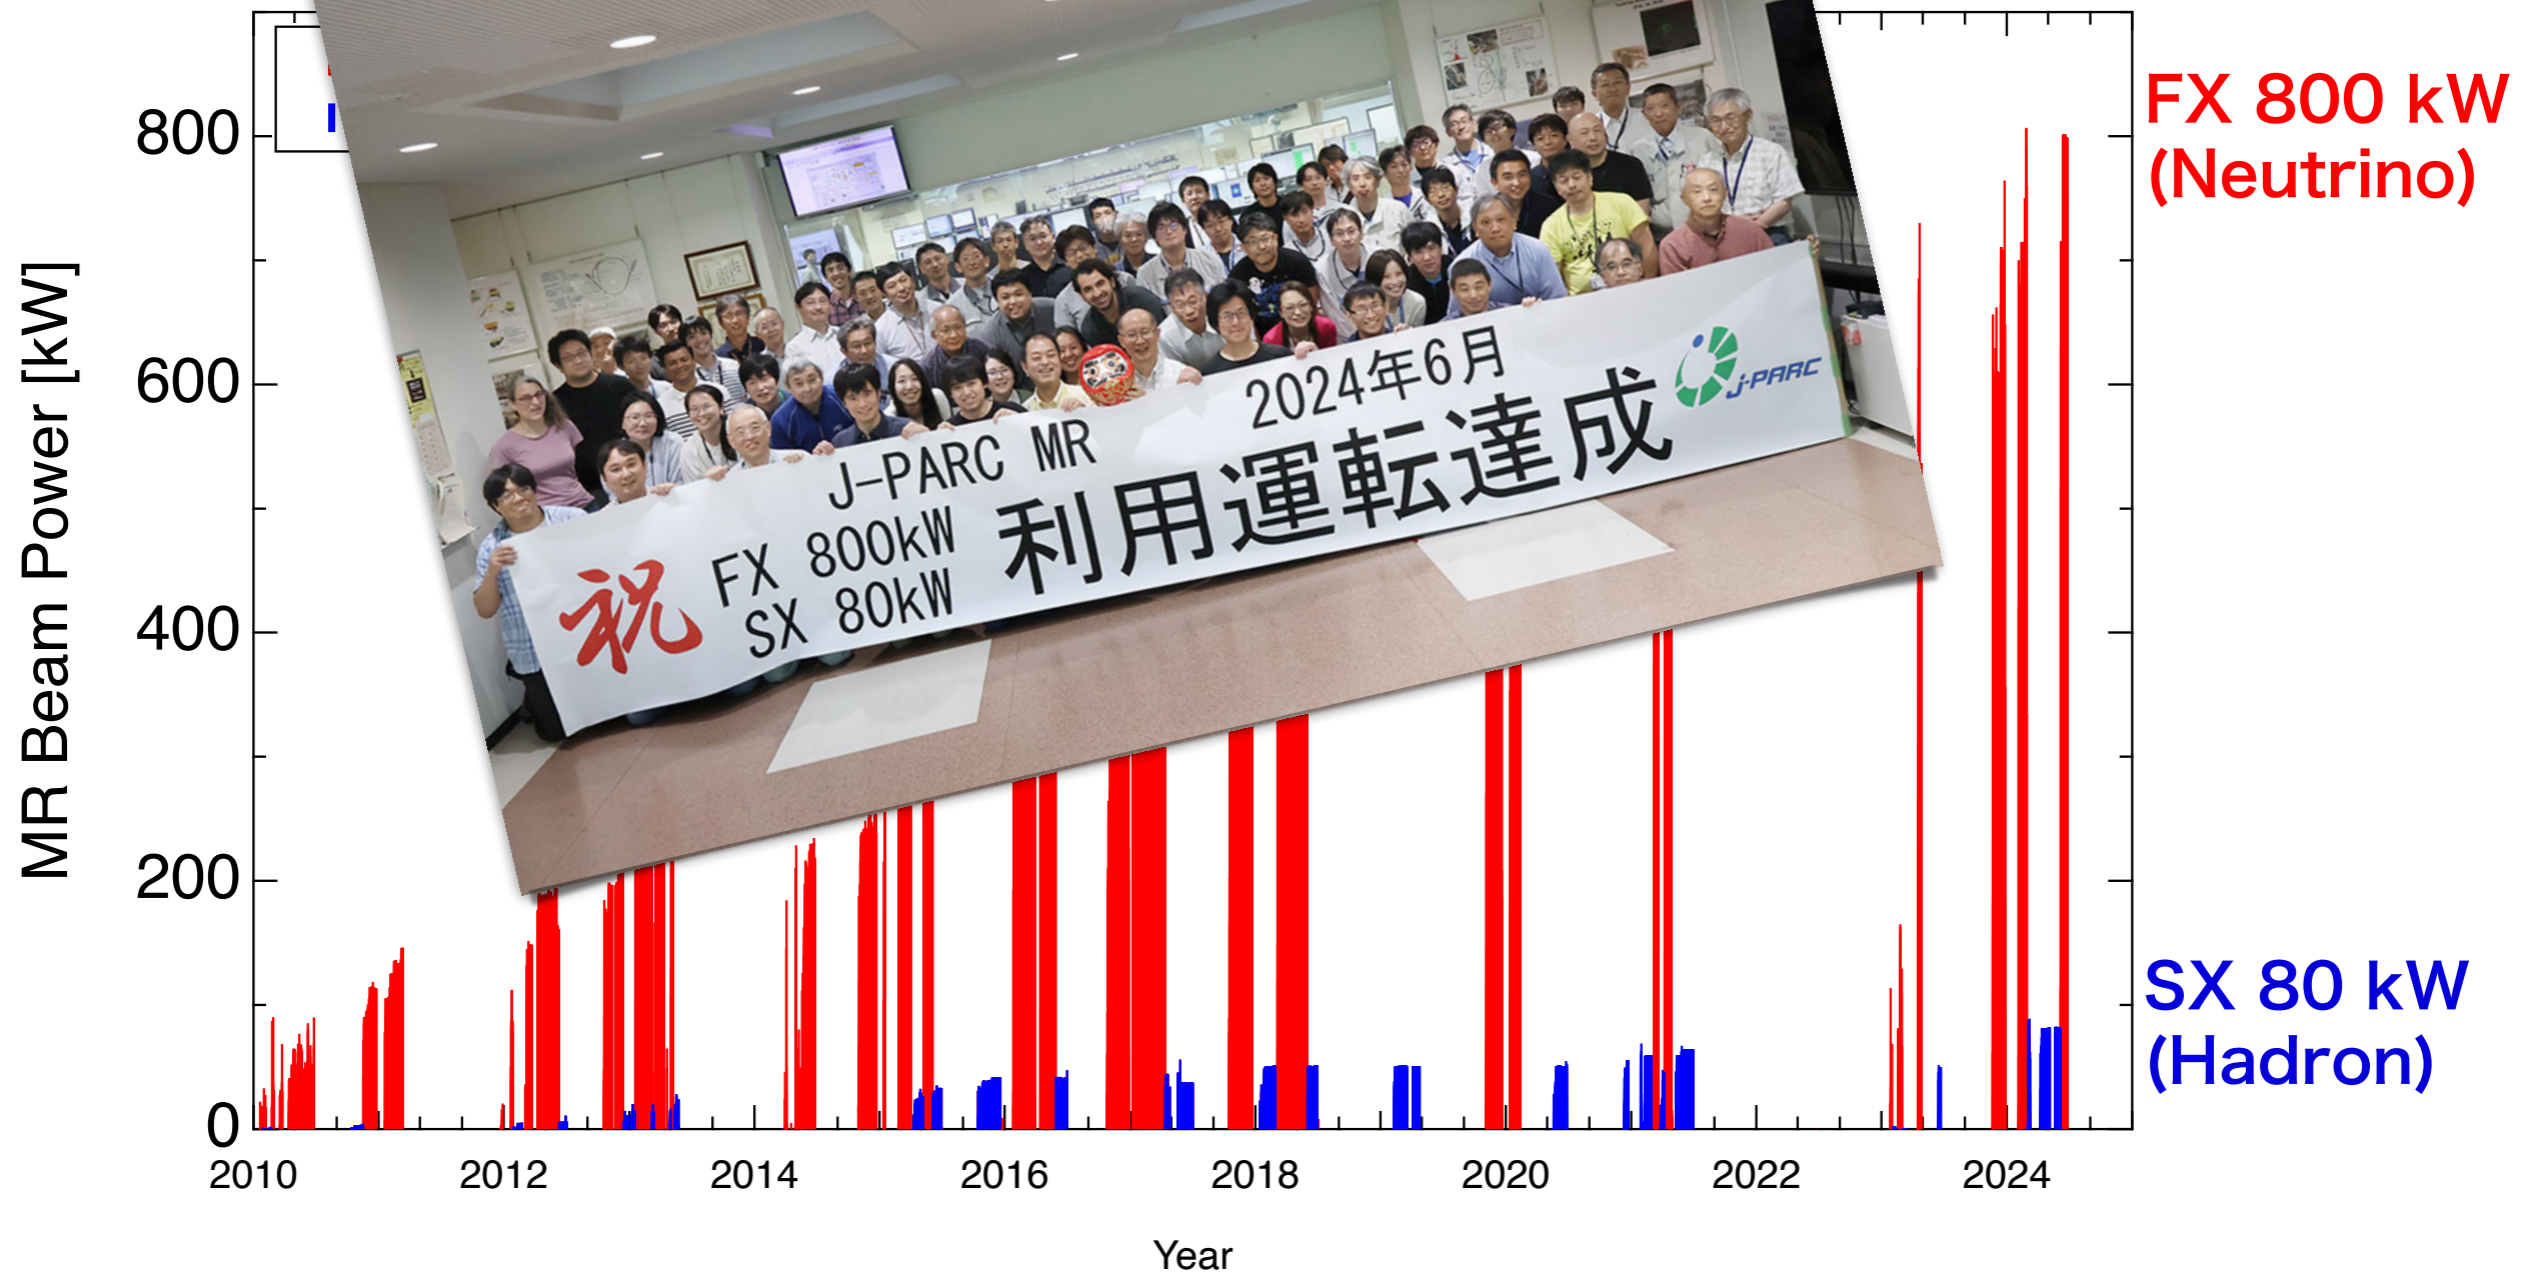 MR Beam Power [kW]
800
600
400
200
0
2010
2012
2014
2016
2018
2020
2022
2024
Year
FX 800 kW
(Neutrino)
SX 80 kW
(Hadron)
2024年6月
J-PARC MR
祝
FX 800kW
SX 80kW
利用運転達成
J-PARC